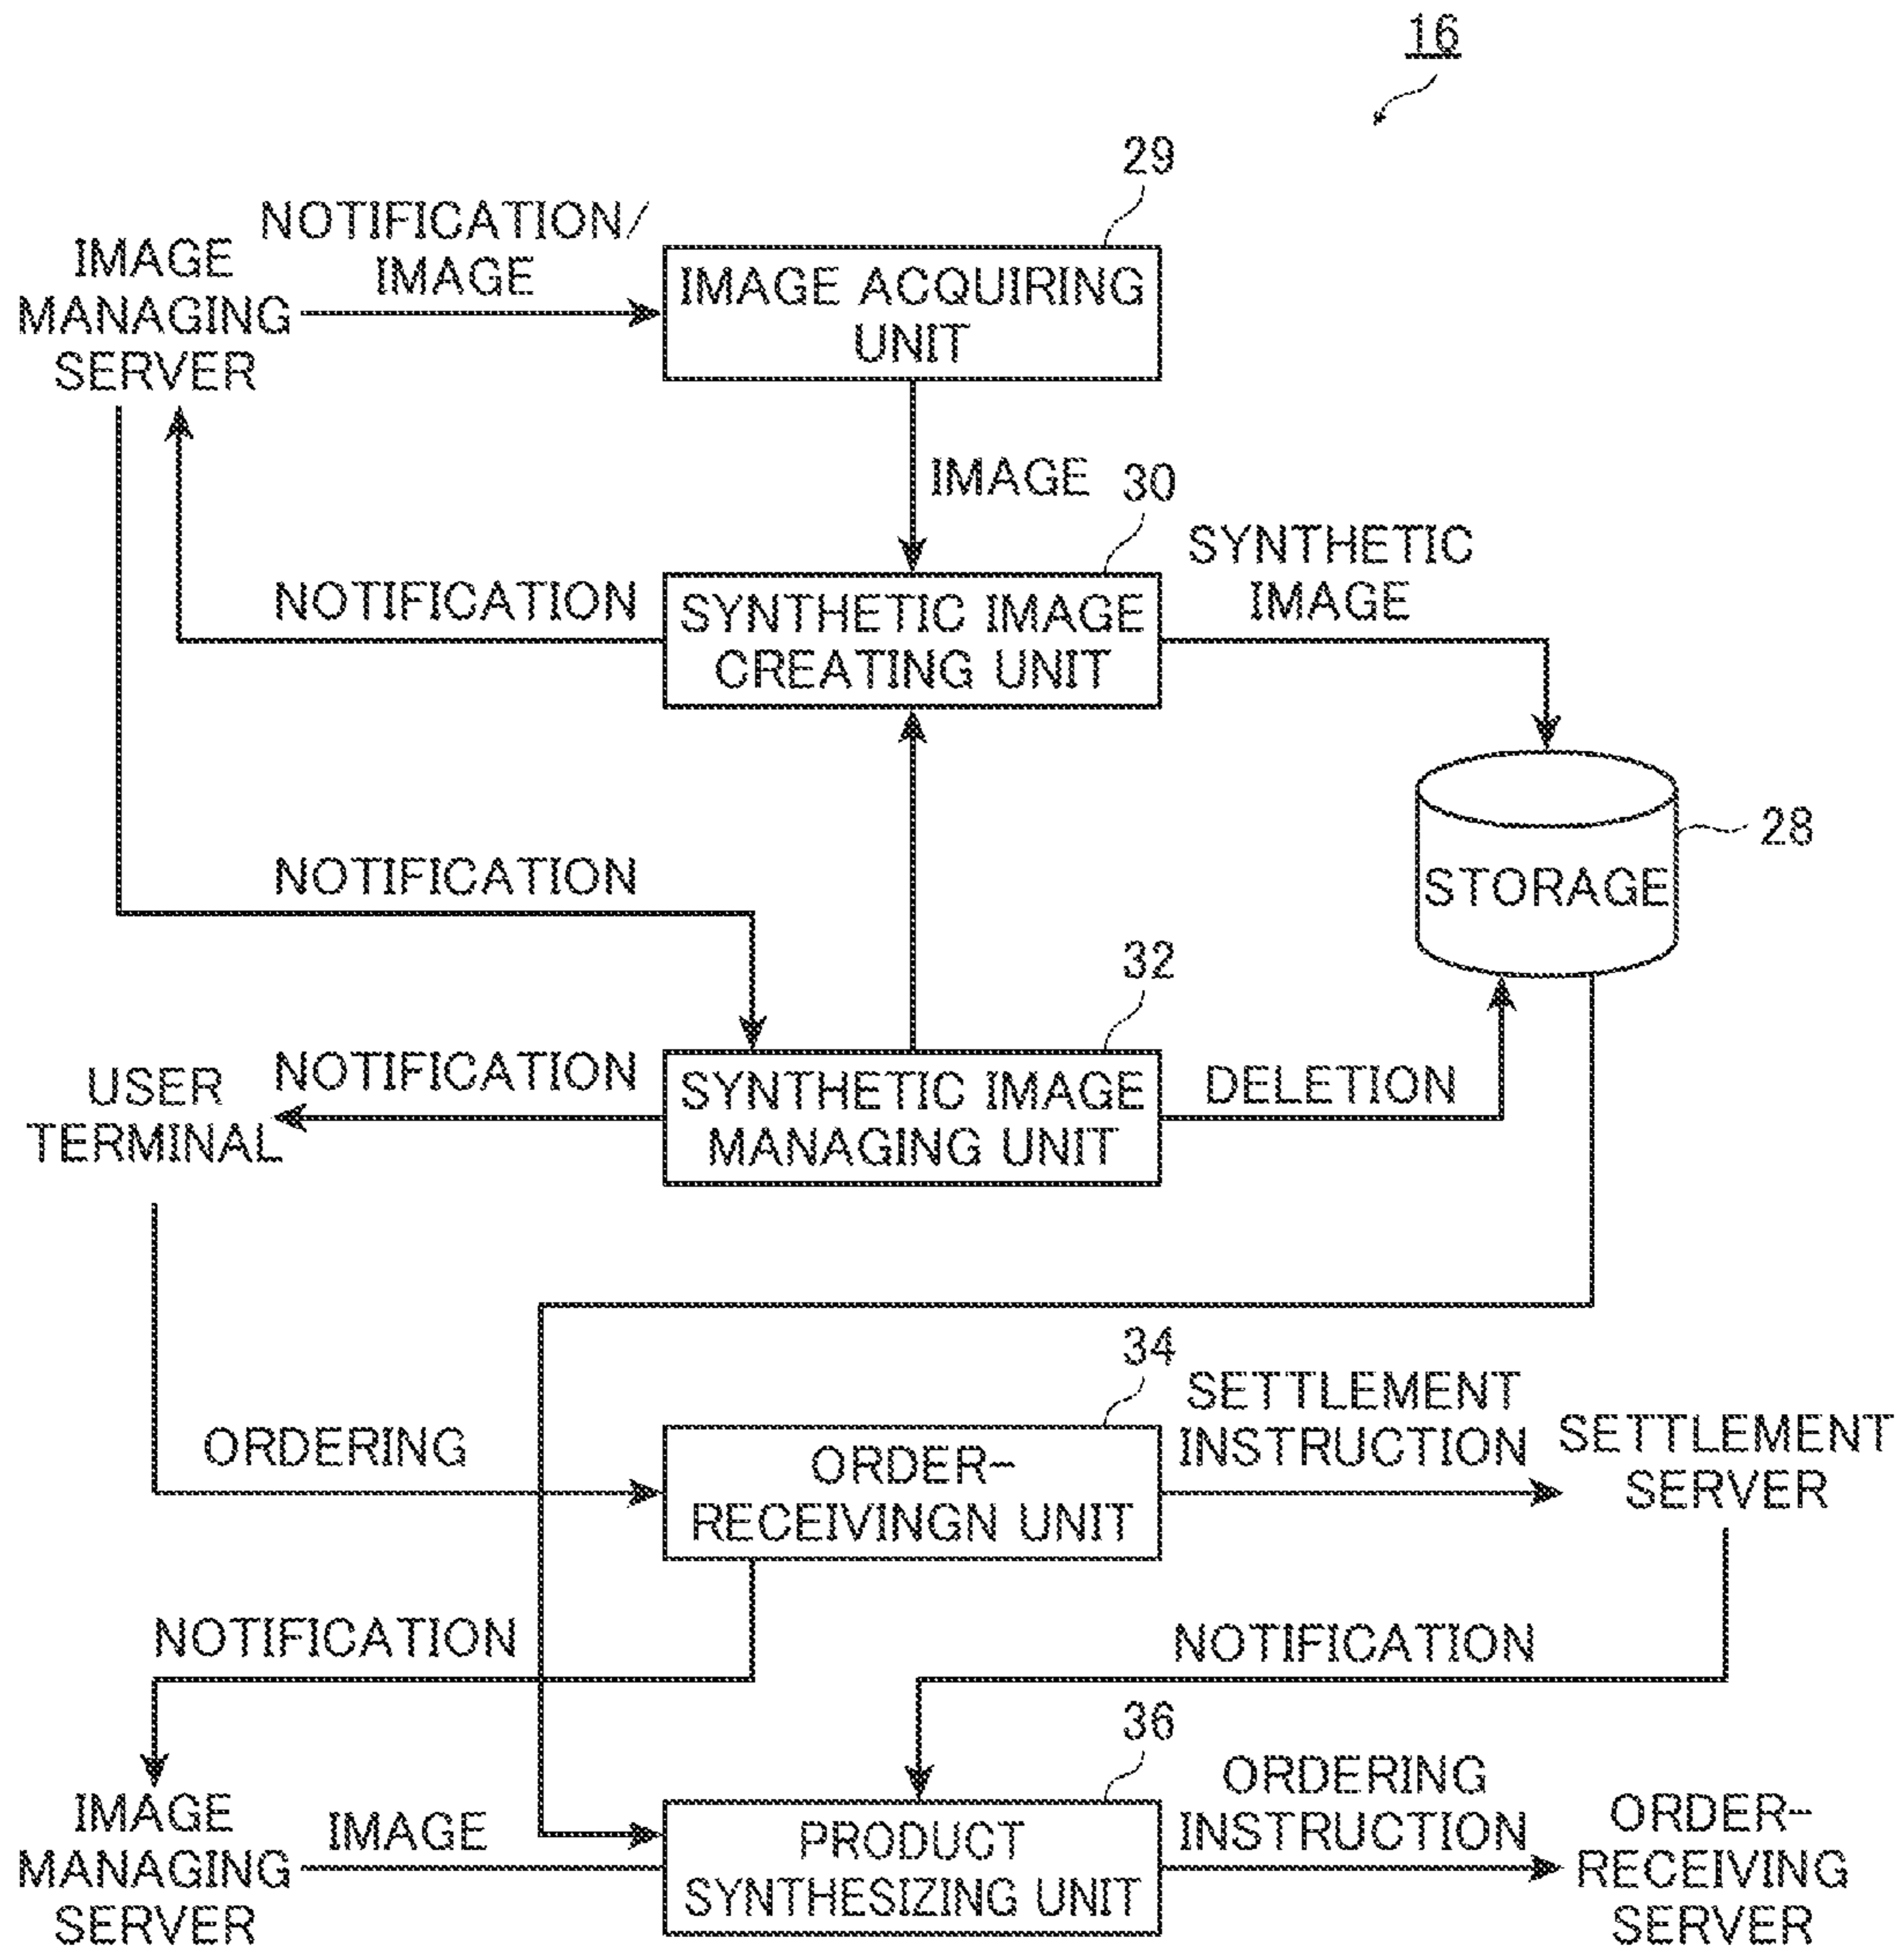 16
29
NOTIFICATION/
IMAGE
IMAGE
MANAGING
SERVER
IMAGE ACQUIRING
UNIT
IMAGE
30
SYNTHETIC
IMAGE
NOTIFICATION
SYNTHETIC IMAGE
CREATING UNIT
28
STORAGE
NOTIFICATION
32
NOTIFICATION
USER
TERMINAL
SYNTHETIC IMAGE
MANAGING UNIT
DELETION
34
SETTLEMENT
INSTRUCTION
SETTLEMENT
SERVER
ORDERING
ORDER-
RECEIVINGN UNIT
NOTIFICATION
NOTIFICATION
36
ORDERING
INSTRUCTION
IMAGE
MANAGING
SERVER
IMAGE
PRODUCT
SYNTHESIZING UNIT
ORDER-
RECEIVING
SERVER